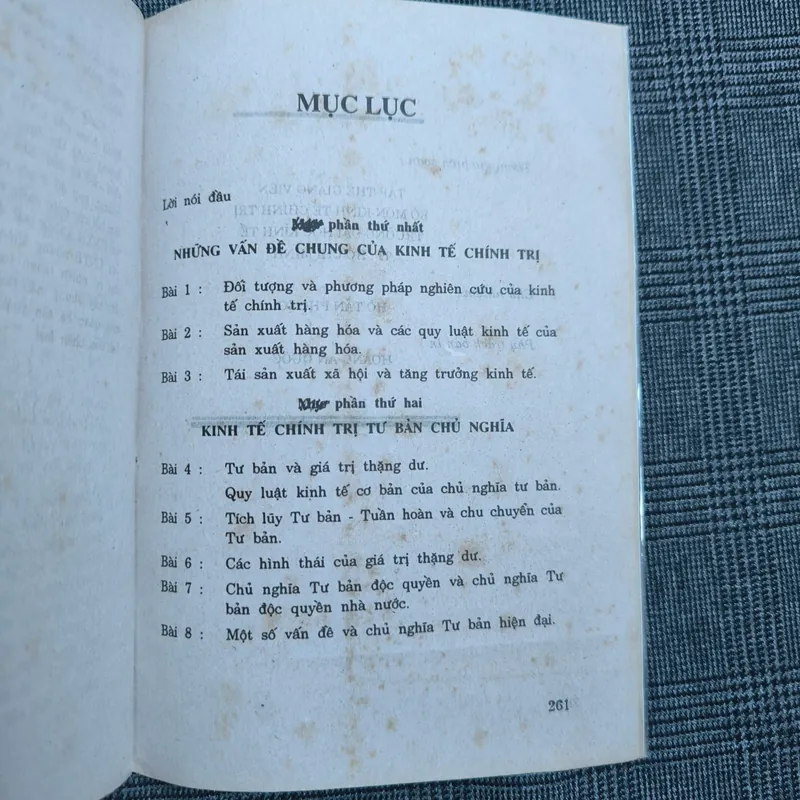 MỤC LỤC
Lời nói đầu
phần thứ nhất
NHỮNG VẤN ĐỀ CHUNG CỦA KINH TẾ CHÍNH TRỊ
Bài 1 : Đối tượng và phương pháp nghiên cứu của kinh
tế chính trị.
Bài 2 : Sản xuất hàng hóa và các quy luật kinh tế của
sản xuất hàng hóa.
Bài 3 : Tái sản xuất xã hội và tăng trưởng kinh tế.
phần thứ hai
KINH TẾ CHÍNH TRỊ TƯ BẢN CHỦ NGHĨA
Bài 4 : Tư bản và giá trị thặng dư.
Quy luật kinh tế cơ bản của chủ nghĩa tư bản.
Bài 5 : Tích lũy Tư bản - Tuần hoàn và chu chuyển của
Tư bản.
Bài 6 : Các hình thái của giá trị thặng dư.
Bài 7 : Chủ nghĩa Tư bản độc quyền và chủ nghĩa Tư
bản độc quyền nhà nước.
Bài 8 : Một số vấn đề và chủ nghĩa Tư bản hiện đại.
261